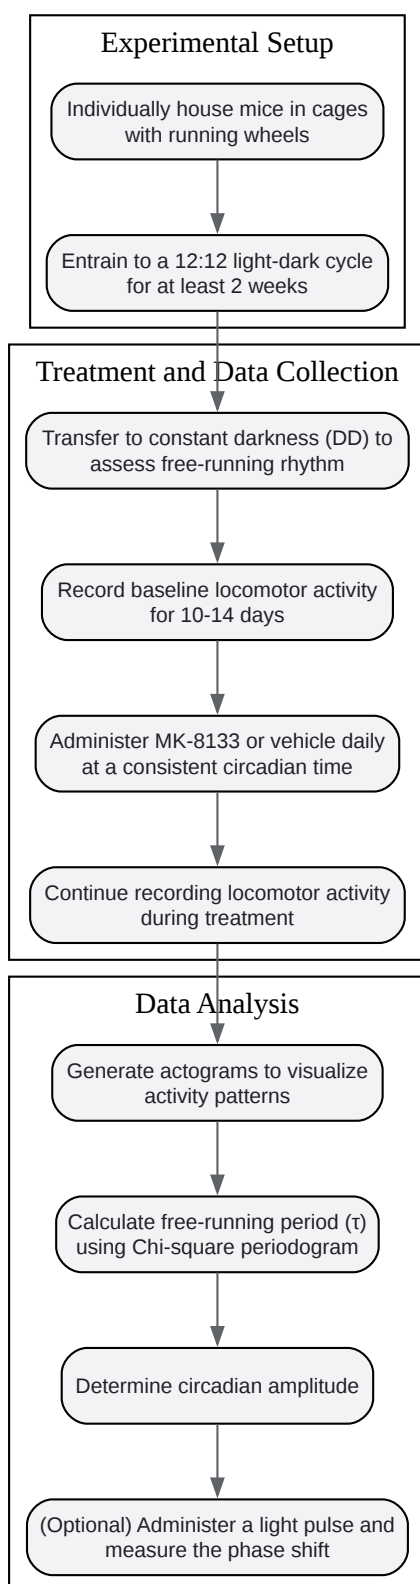 Experimental Setup
Individually house mice in cages
with running wheels
Entrain to a 12:12 light-dark cycle
for at least 2 weeks
Treatment and Data Collection
Transfer to constant darkness (DD) to
assess free-running rhythm
Record baseline locomotor activity
for 10-14 days
Administer MK-8133 or vehicle daily
at a consistent circadian time
Continue recording locomotor activity
during treatment
Data Analysis
Generate actograms to visualize
activity patterns
Calculate free-running period (τ)
using Chi-square periodogram
Determine circadian amplitude
(Optional) Administer a light pulse and
measure the phase shift